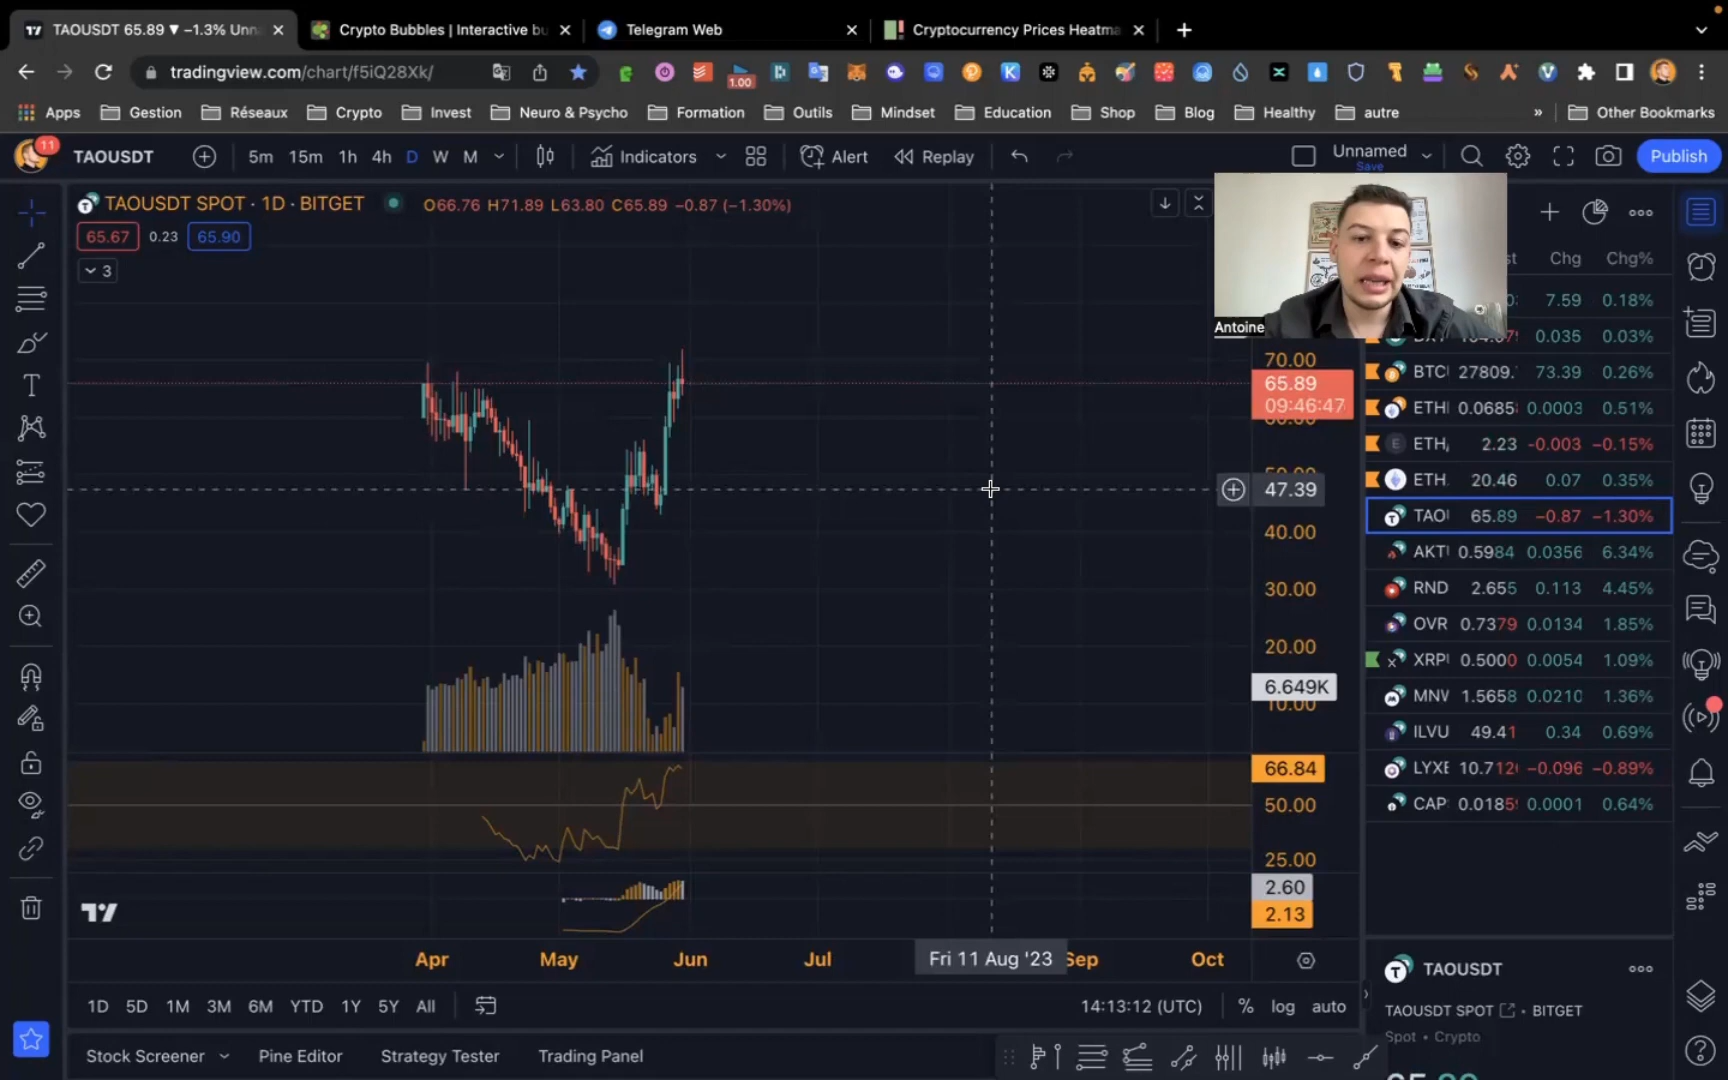 TAOUSDT 65.89 ▼ −1.3% Unna
Crypto Bubbles | Interactive bu
Telegram Web
Cryptocurrency Prices Heatma
tradingview.com/chart/f5iQ28Xk/
1.00
Apps
Gestion
Réseaux
Crypto
Invest
Neuro & Psycho
Formation
Outils
Mindset
Education
Shop
Blog
Healthy
autre
»
Other Bookmarks
11
TAOUSDT
5m 15m 1h 4h D W M
Indicators
Alert
Replay
Unnamed
Save
Publish
TAOUSDT SPOT · 1D · BITGET
O66.76 H71.89 L63.80 C65.89 −0.87 (−1.30%)
65.67 0.23 65.90
3
Antoine
Chg Chg%
7.59 0.18%
0.035 0.03%
BTC 27809. 73.39 0.26%
ETH 0.0685 0.0003 0.51%
ETH 2.23 -0.003 −0.15%
ETH. 20.46 0.07 0.35%
TAO 65.89 −0.87 −1.30%
AKT 0.5984 0.0356 6.34%
RND 2.655 0.113 4.45%
OVR 0.7379 0.0134 1.85%
XRP 0.5000 0.0054 1.09%
MNW 1.5658 0.0210 1.36%
ILVU 49.41 0.34 0.69%
LYXE 10.712 −0.096 −0.89%
CAP 0.0185 0.0001 0.64%
70.00
65.89
09:46:47
60.00
50.00
47.39
40.00
30.00
20.00
6.649K
10.00
66.84
50.00
25.00
2.60
2.13
Apr May Jun Jul Fri 11 Aug '23 Sep Oct
1D 5D 1M 3M 6M YTD 1Y 5Y All
14:13:12 (UTC) % log auto
Stock Screener
Pine Editor
Strategy Tester
Trading Panel
TAOUSDT
TAOUSDT SPOT • BITGET
Spot • Crypto